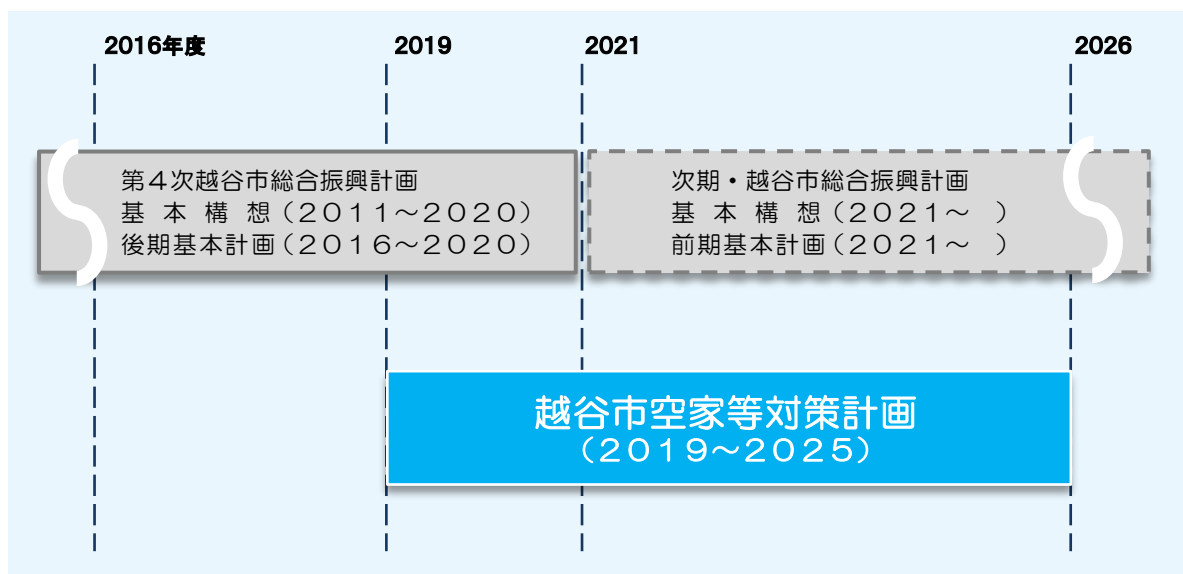 2016年度 2019 2021 2026
第４次越谷市総合振興計画
基 本 構 想（２０１１～２０２０）
後期基本計画（２０１６～２０２０）
次期・越谷市総合振興計画
基 本 構 想（２０２１～　）
前期基本計画（２０２１～　）
越谷市空家等対策計画
（２０１９～２０２５）